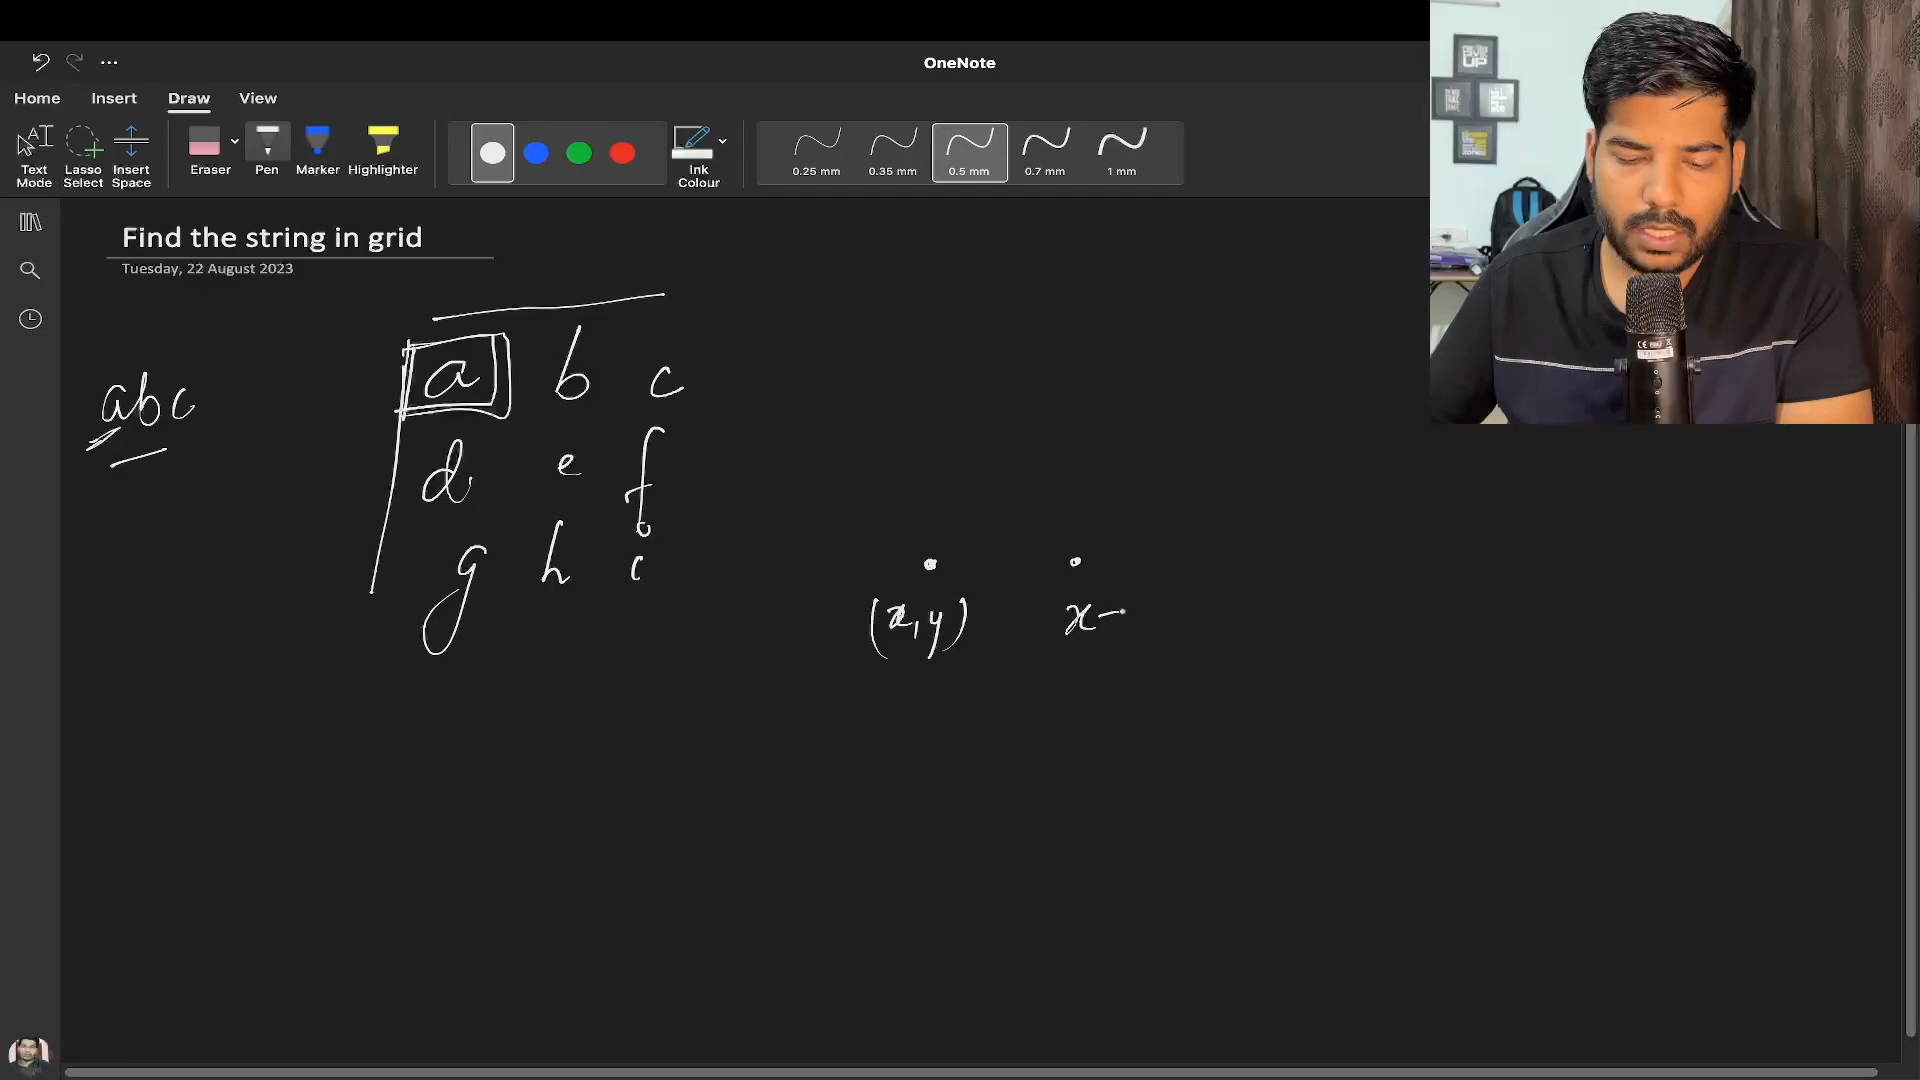 OneNote
Home Insert Draw View
Text Mode
Lasso Select
Insert Space
Eraser
Pen
Marker
Highlighter
Ink Colour
0.25 mm
0.35 mm
0.5 mm
0.7 mm
1 mm
Find the string in grid
Tuesday, 22 August 2023
abc
a b c
d e f
g h i
(x,y) x-